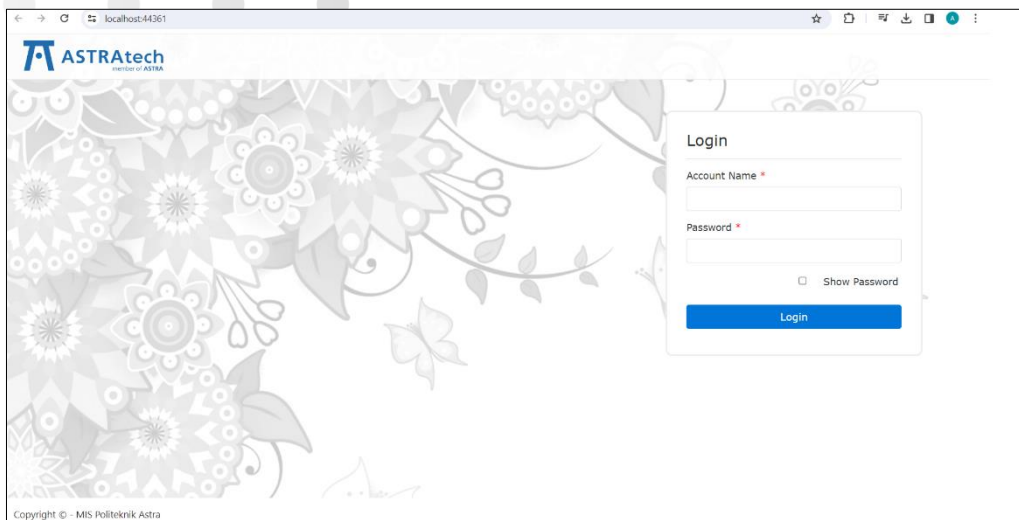 localhost:44361
A
ASTRAtech
member of ASTRA
Login
Account Name *
Password *
Show Password
Login
Copyright © - MIS Politeknik Astra